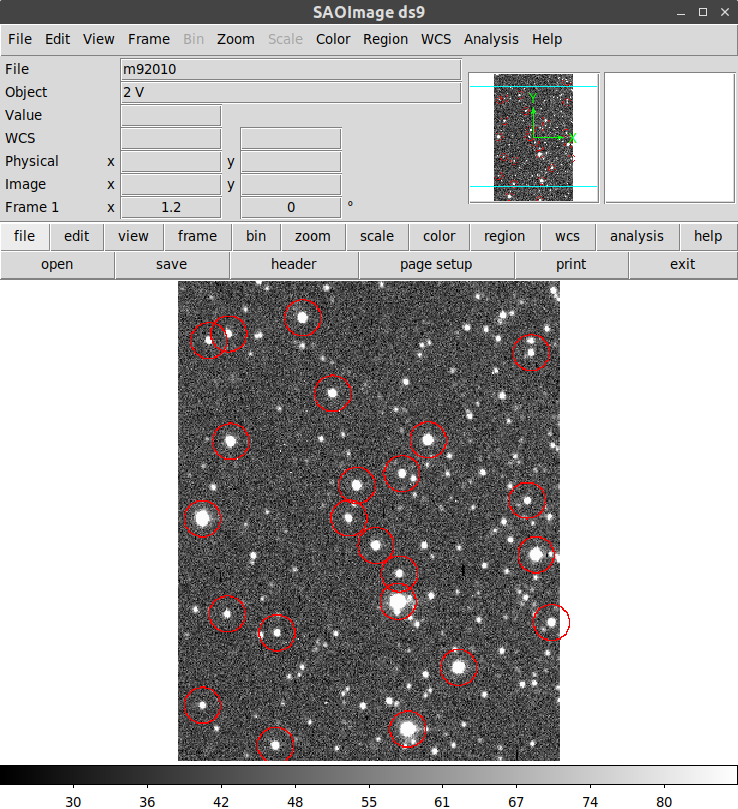 SAOImage ds9
File Edit View Frame Bin Zoom Scale Color Region WCS Analysis Help
File m92010
Object 2 V
Value
WCS
Physical x y
Image x y
Frame 1 x 1.2 0 °
Y
X
file edit view frame bin zoom scale color region wcs analysis help
open save header page setup print exit
30 36 42 48 55 61 67 74 80